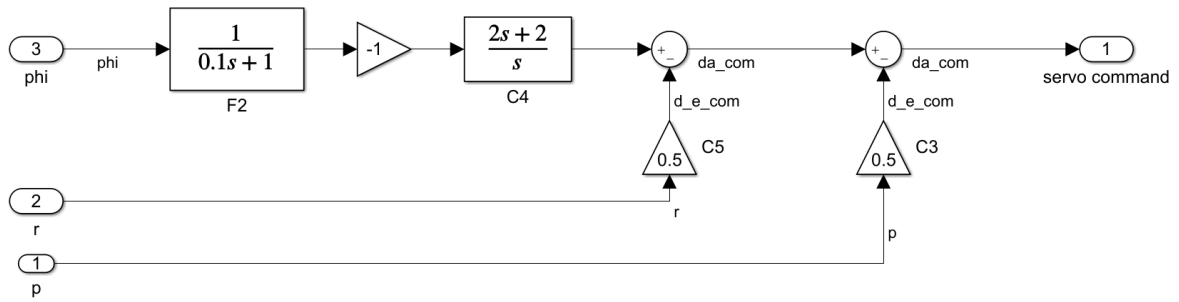 3
phi
phi
1
0.1s + 1
F2
-1
2s + 2
s
C4
+
−
da_com
d_e_com
0.5
C5
+
−
da_com
d_e_com
0.5
C3
1
servo command
2
r
r
1
p
p